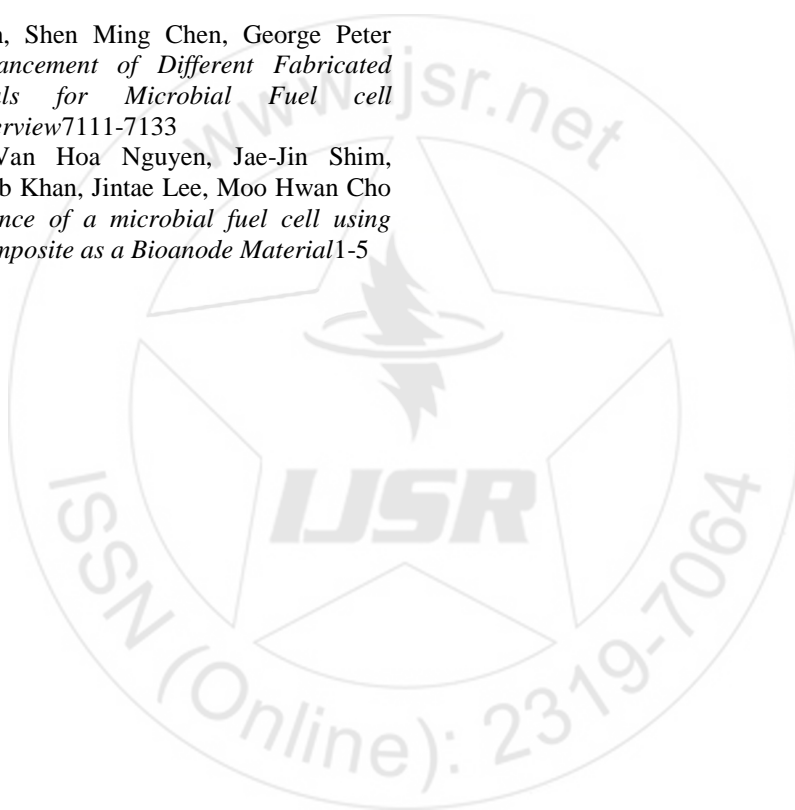 , Shen Ming Chen, George Peter
ancement of Different Fabricated
ls for Microbial Fuel cell
erview7111-7133
Van Hoa Nguyen, Jae-Jin Shim,
b Khan, Jintae Lee, Moo Hwan Cho
nce of a microbial fuel cell using
mposite as a Bioanode Material1-5
www.ijsr.net
IJSR
ISSN (Online): 2319-7064